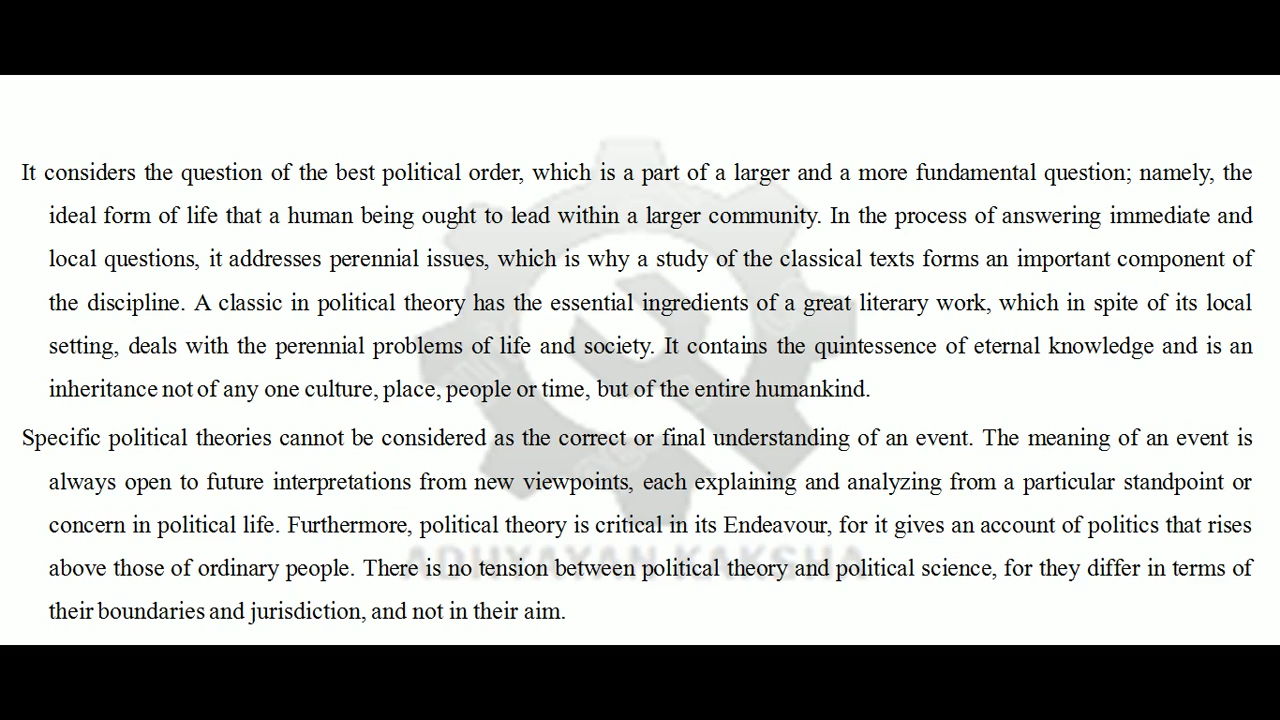 It considers the question of the best political order, which is a part of a larger and a more fundamental question; namely, the
ideal form of life that a human being ought to lead within a larger community. In the process of answering immediate and
local questions, it addresses perennial issues, which is why a study of the classical texts forms an important component of
the discipline. A classic in political theory has the essential ingredients of a great literary work, which in spite of its local
setting, deals with the perennial problems of life and society. It contains the quintessence of eternal knowledge and is an
inheritance not of any one culture, place, people or time, but of the entire humankind.
Specific political theories cannot be considered as the correct or final understanding of an event. The meaning of an event is
always open to future interpretations from new viewpoints, each explaining and analyzing from a particular standpoint or
concern in political life. Furthermore, political theory is critical in its Endeavour, for it gives an account of politics that rises
above those of ordinary people. There is no tension between political theory and political science, for they differ in terms of
their boundaries and jurisdiction, and not in their aim.
ADHYAYAN KAKSHA